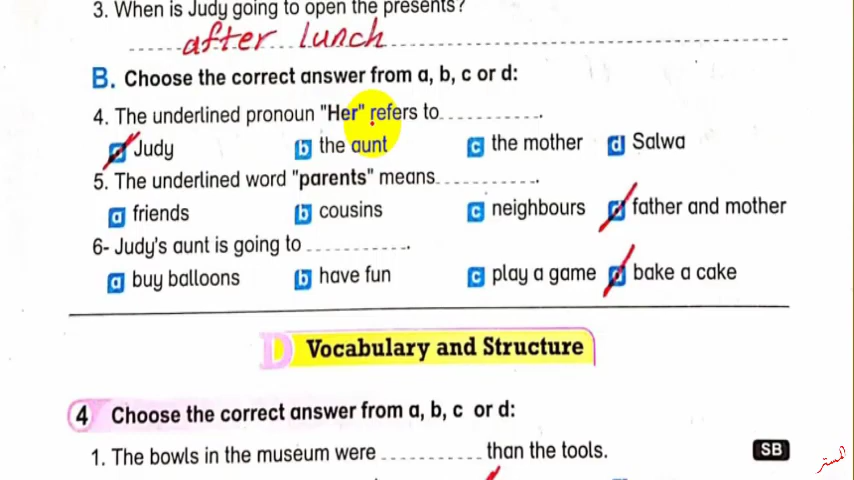 3. When is Judy going to open the presents?
after lunch
B. Choose the correct answer from a, b, c or d:
4. The underlined pronoun "Her" refers to............
a Judy b the aunt c the mother d Salwa
5. The underlined word "parents" means............
a friends b cousins c neighbours d father and mother
6- Judy's aunt is going to ............
a buy balloons b have fun c play a game d bake a cake
D Vocabulary and Structure
4 Choose the correct answer from a, b, c or d:
1. The bowls in the museum were ............ than the tools. SB